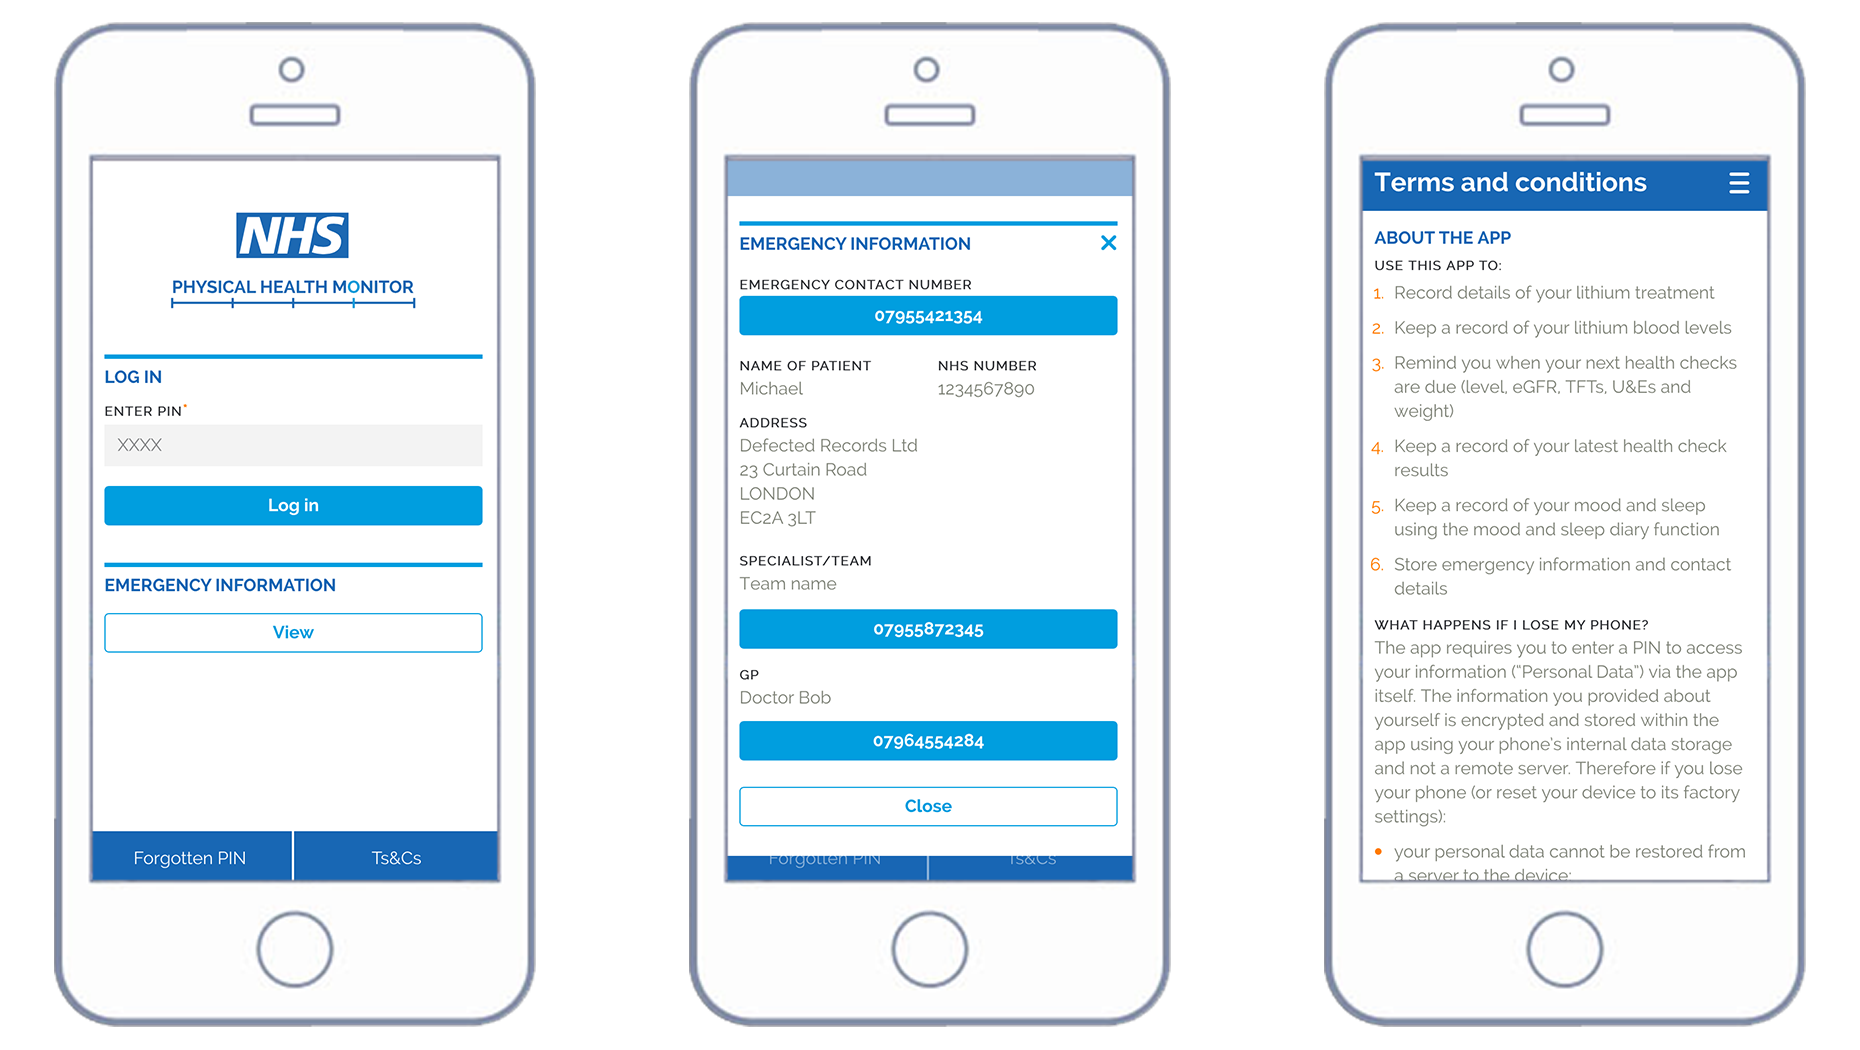 NHS
PHYSICAL HEALTH MONITOR
LOG IN
ENTER PIN*
XXXX
Log in
EMERGENCY INFORMATION
View
Forgotten PIN
Ts&Cs
EMERGENCY INFORMATION
EMERGENCY CONTACT NUMBER
07955421354
NAME OF PATIENT
NHS NUMBER
Michael
1234567890
ADDRESS
Defected Records Ltd
23 Curtain Road
LONDON
EC2A 3LT
SPECIALIST/TEAM
Team name
07955872345
GP
Doctor Bob
07964554284
Close
Forgotten PIN
Ts&Cs
Terms and conditions
ABOUT THE APP
USE THIS APP TO:
1. Record details of your lithium treatment
2. Keep a record of your lithium blood levels
3. Remind you when your next health checks
are due (level, eGFR, TFTs, U&Es and
weight)
4. Keep a record of your latest health check
results
5. Keep a record of your mood and sleep
using the mood and sleep diary function
6. Store emergency information and contact
details
WHAT HAPPENS IF I LOSE MY PHONE?
The app requires you to enter a PIN to access
your information (“Personal Data”) via the app
itself. The information you provided about
yourself is encrypted and stored within the
app using your phone's internal data storage
and not a remote server. Therefore if you lose
your phone (or reset your device to its factory
settings):
• your personal data cannot be restored from
a server to the device;